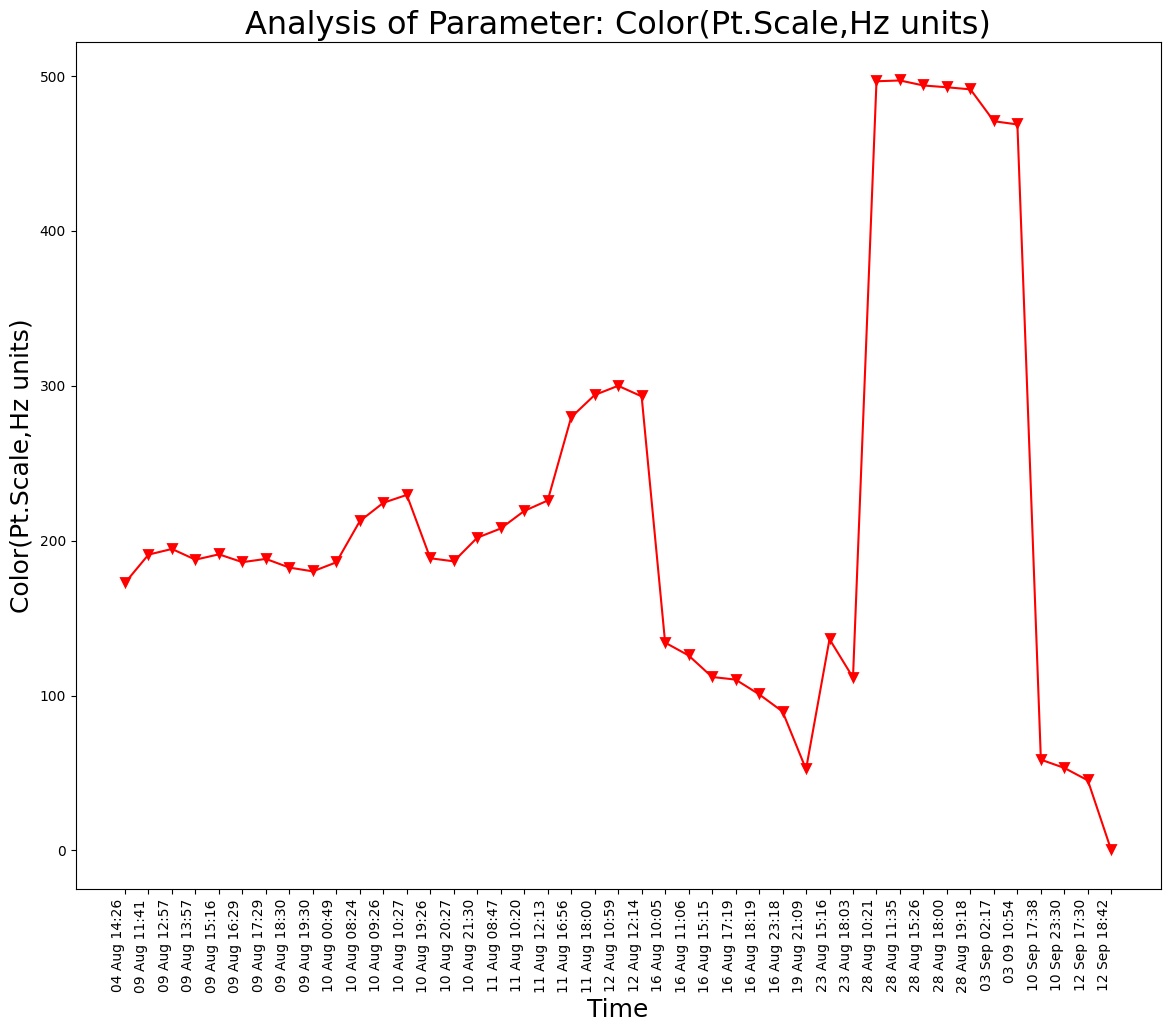 Analysis of Parameter: Color(Pt.Scale,Hz units)
Color(Pt.Scale,Hz units)
500
400
300
200
100
0
04 Aug 14:26
09 Aug 11:41
09 Aug 12:57
09 Aug 13:57
09 Aug 15:16
09 Aug 16:29
09 Aug 17:29
09 Aug 18:30
09 Aug 19:30
10 Aug 00:49
10 Aug 08:24
10 Aug 09:26
10 Aug 10:27
10 Aug 19:26
10 Aug 20:27
10 Aug 21:30
11 Aug 08:47
11 Aug 10:20
11 Aug 12:13
11 Aug 16:56
11 Aug 18:00
12 Aug 10:59
12 Aug 12:14
16 Aug 10:05
16 Aug 11:06
16 Aug 15:15
16 Aug 17:19
16 Aug 18:19
16 Aug 23:18
19 Aug 21:09
23 Aug 15:16
23 Aug 18:03
28 Aug 10:21
28 Aug 11:35
28 Aug 15:26
28 Aug 18:00
28 Aug 19:18
03 Sep 02:17
03 09 10:54
10 Sep 17:38
10 Sep 23:30
12 Sep 17:30
12 Sep 18:42
Time